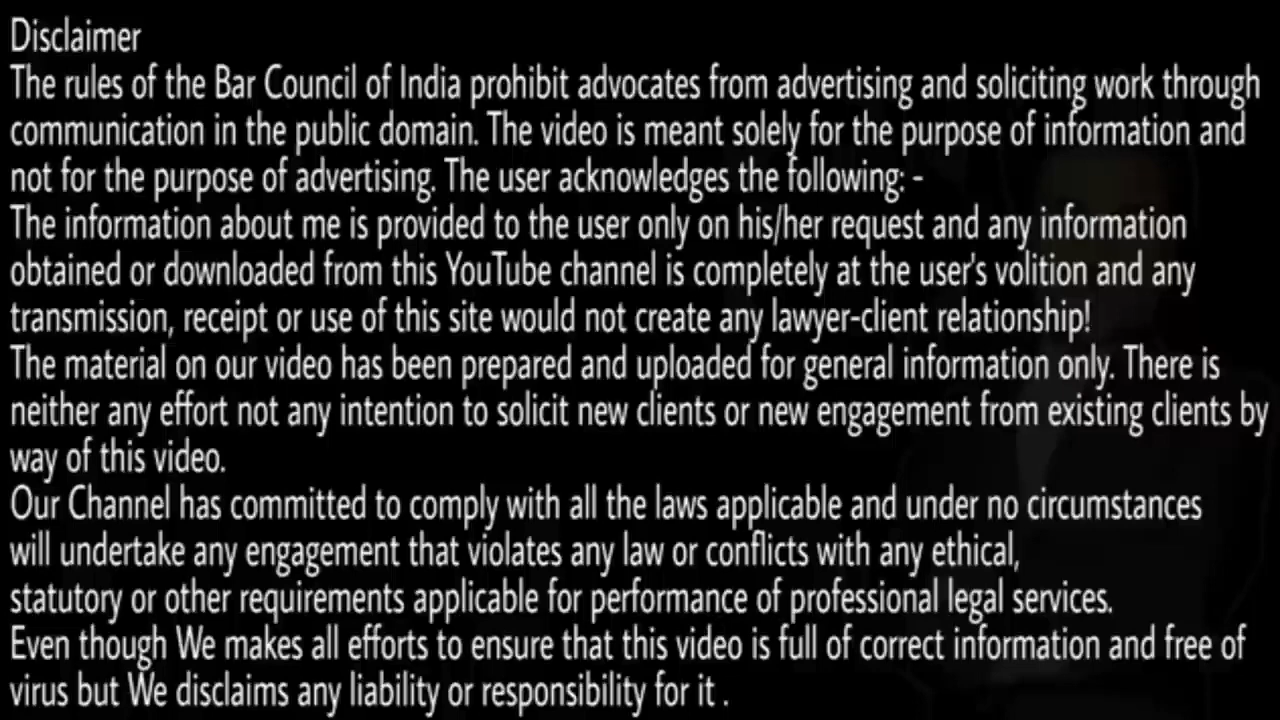 Disclaimer
The rules of the Bar Council of India prohibit advocates from advertising and soliciting work through
communication in the public domain. The video is meant solely for the purpose of information and
not for the purpose of advertising. The user acknowledges the following: -
The information about me is provided to the user only on his/her request and any information
obtained or downloaded from this YouTube channel is completely at the user's volition and any
transmission, receipt or use of this site would not create any lawyer-client relationship!
The material on our video has been prepared and uploaded for general information only. There is
neither any effort not any intention to solicit new clients or new engagement from existing clients by
way of this video.
Our Channel has committed to comply with all the laws applicable and under no circumstances
will undertake any engagement that violates any law or conflicts with any ethical,
statutory or other requirements applicable for performance of professional legal services.
Even though We makes all efforts to ensure that this video is full of correct information and free of
virus but We disclaims any liability or responsibility for it .